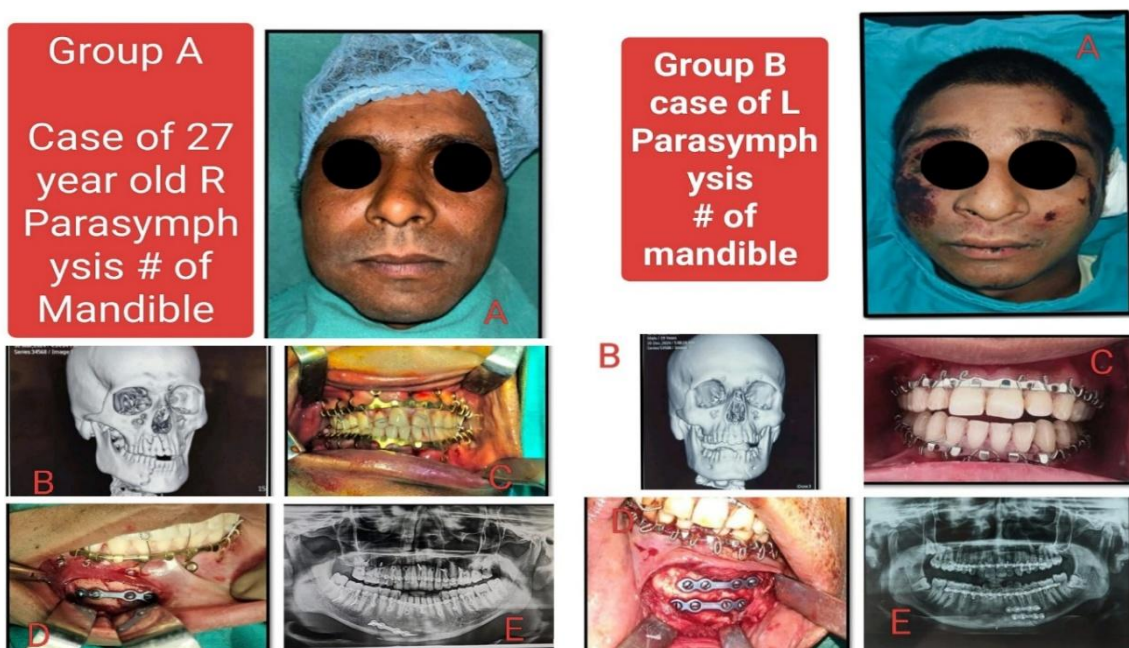 Group A
Case of 27
year old R
Parasymph
ysis # of
Mandible
A
B
C
D
E
Group B
case of L
Parasymph
ysis
# of
mandible
A
B
C
D
E